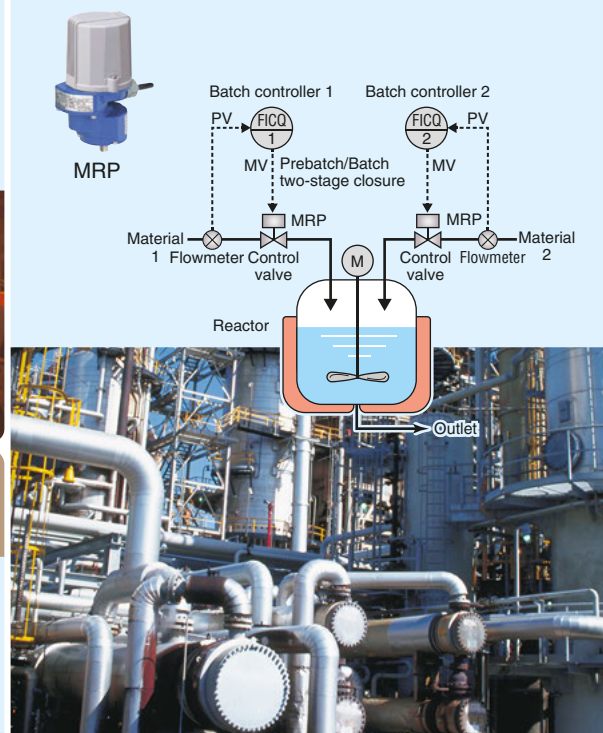 MRP
Batch controller 1
Batch controller 2
PV
FICQ
1
FICQ
2
PV
MV
Prebatch/Batch
two-stage closure
MV
MRP
MRP
Material
1
Flowmeter
Control
valve
M
Control
valve
Flowmeter
Material
2
Reactor
Outlet